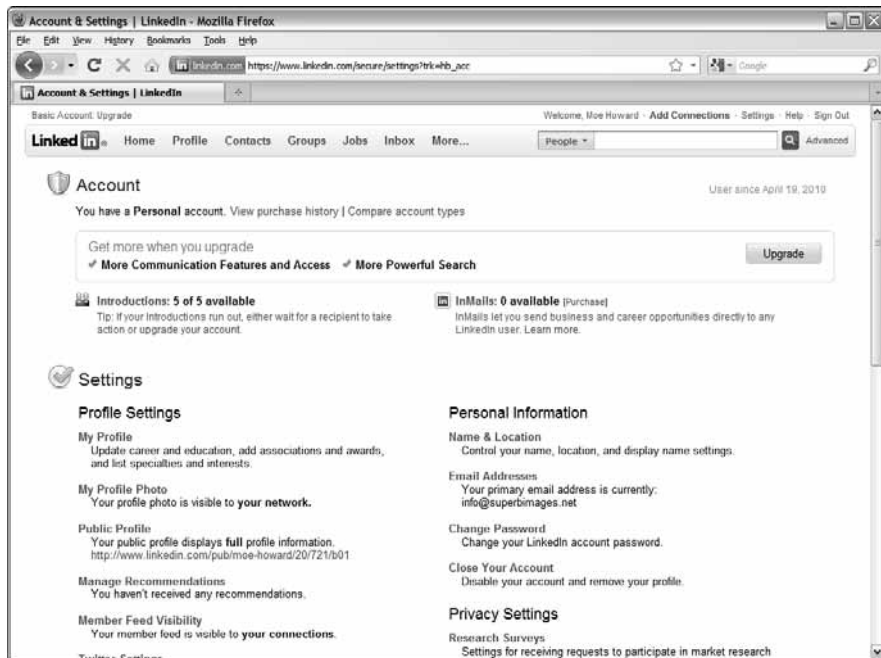 Account & Settings | LinkedIn - Mozilla Firefox
File Edit View History Bookmarks Tools Help
linkedin.com https://www.linkedin.com/secure/settings?trk=hb_acc
Google
Account & Settings | LinkedIn
Basic Account: Upgrade
Welcome, Moe Howard · Add Connections · Settings · Help · Sign Out
Linked in® Home Profile Contacts Groups Jobs Inbox More... People Advanced
Account
User since April 19, 2010
You have a Personal account. View purchase history | Compare account types
Get more when you upgrade
More Communication Features and Access More Powerful Search
Upgrade
Introductions: 5 of 5 available
Tip: If your Introductions run out, either wait for a recipient to take
action or upgrade your account.
InMails: 0 available [Purchase]
InMails let you send business and career opportunities directly to any
LinkedIn user. Learn more.
Settings
Profile Settings
My Profile
Update career and education, add associations and awards,
and list specialties and interests.
My Profile Photo
Your profile photo is visible to your network.
Public Profile
Your public profile displays full profile information.
http://www.linkedin.com/pub/moe-howard/20/721/b01
Manage Recommendations
You haven't received any recommendations.
Member Feed Visibility
Your member feed is visible to your connections.
Twitter Settings
Personal Information
Name & Location
Control your name, location, and display name settings.
Email Addresses
Your primary email address is currently:
info@superbimages.net
Change Password
Change your LinkedIn account password.
Close Your Account
Disable your account and remove your profile.
Privacy Settings
Research Surveys
Settings for receiving requests to participate in market research